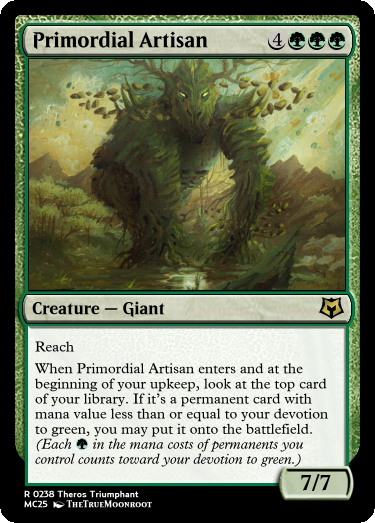 Primordial Artisan 4
Creature — Giant
Reach
When Primordial Artisan enters and at the
beginning of your upkeep, look at the top card
of your library. If it's a permanent card with
mana value less than or equal to your devotion
to green, you may put it onto the battlefield.
(Each in the mana costs of permanents you
control counts toward your devotion to green.)
7/7
R 0238 Theros Triumphant
MC25 TheTrueMoonroot